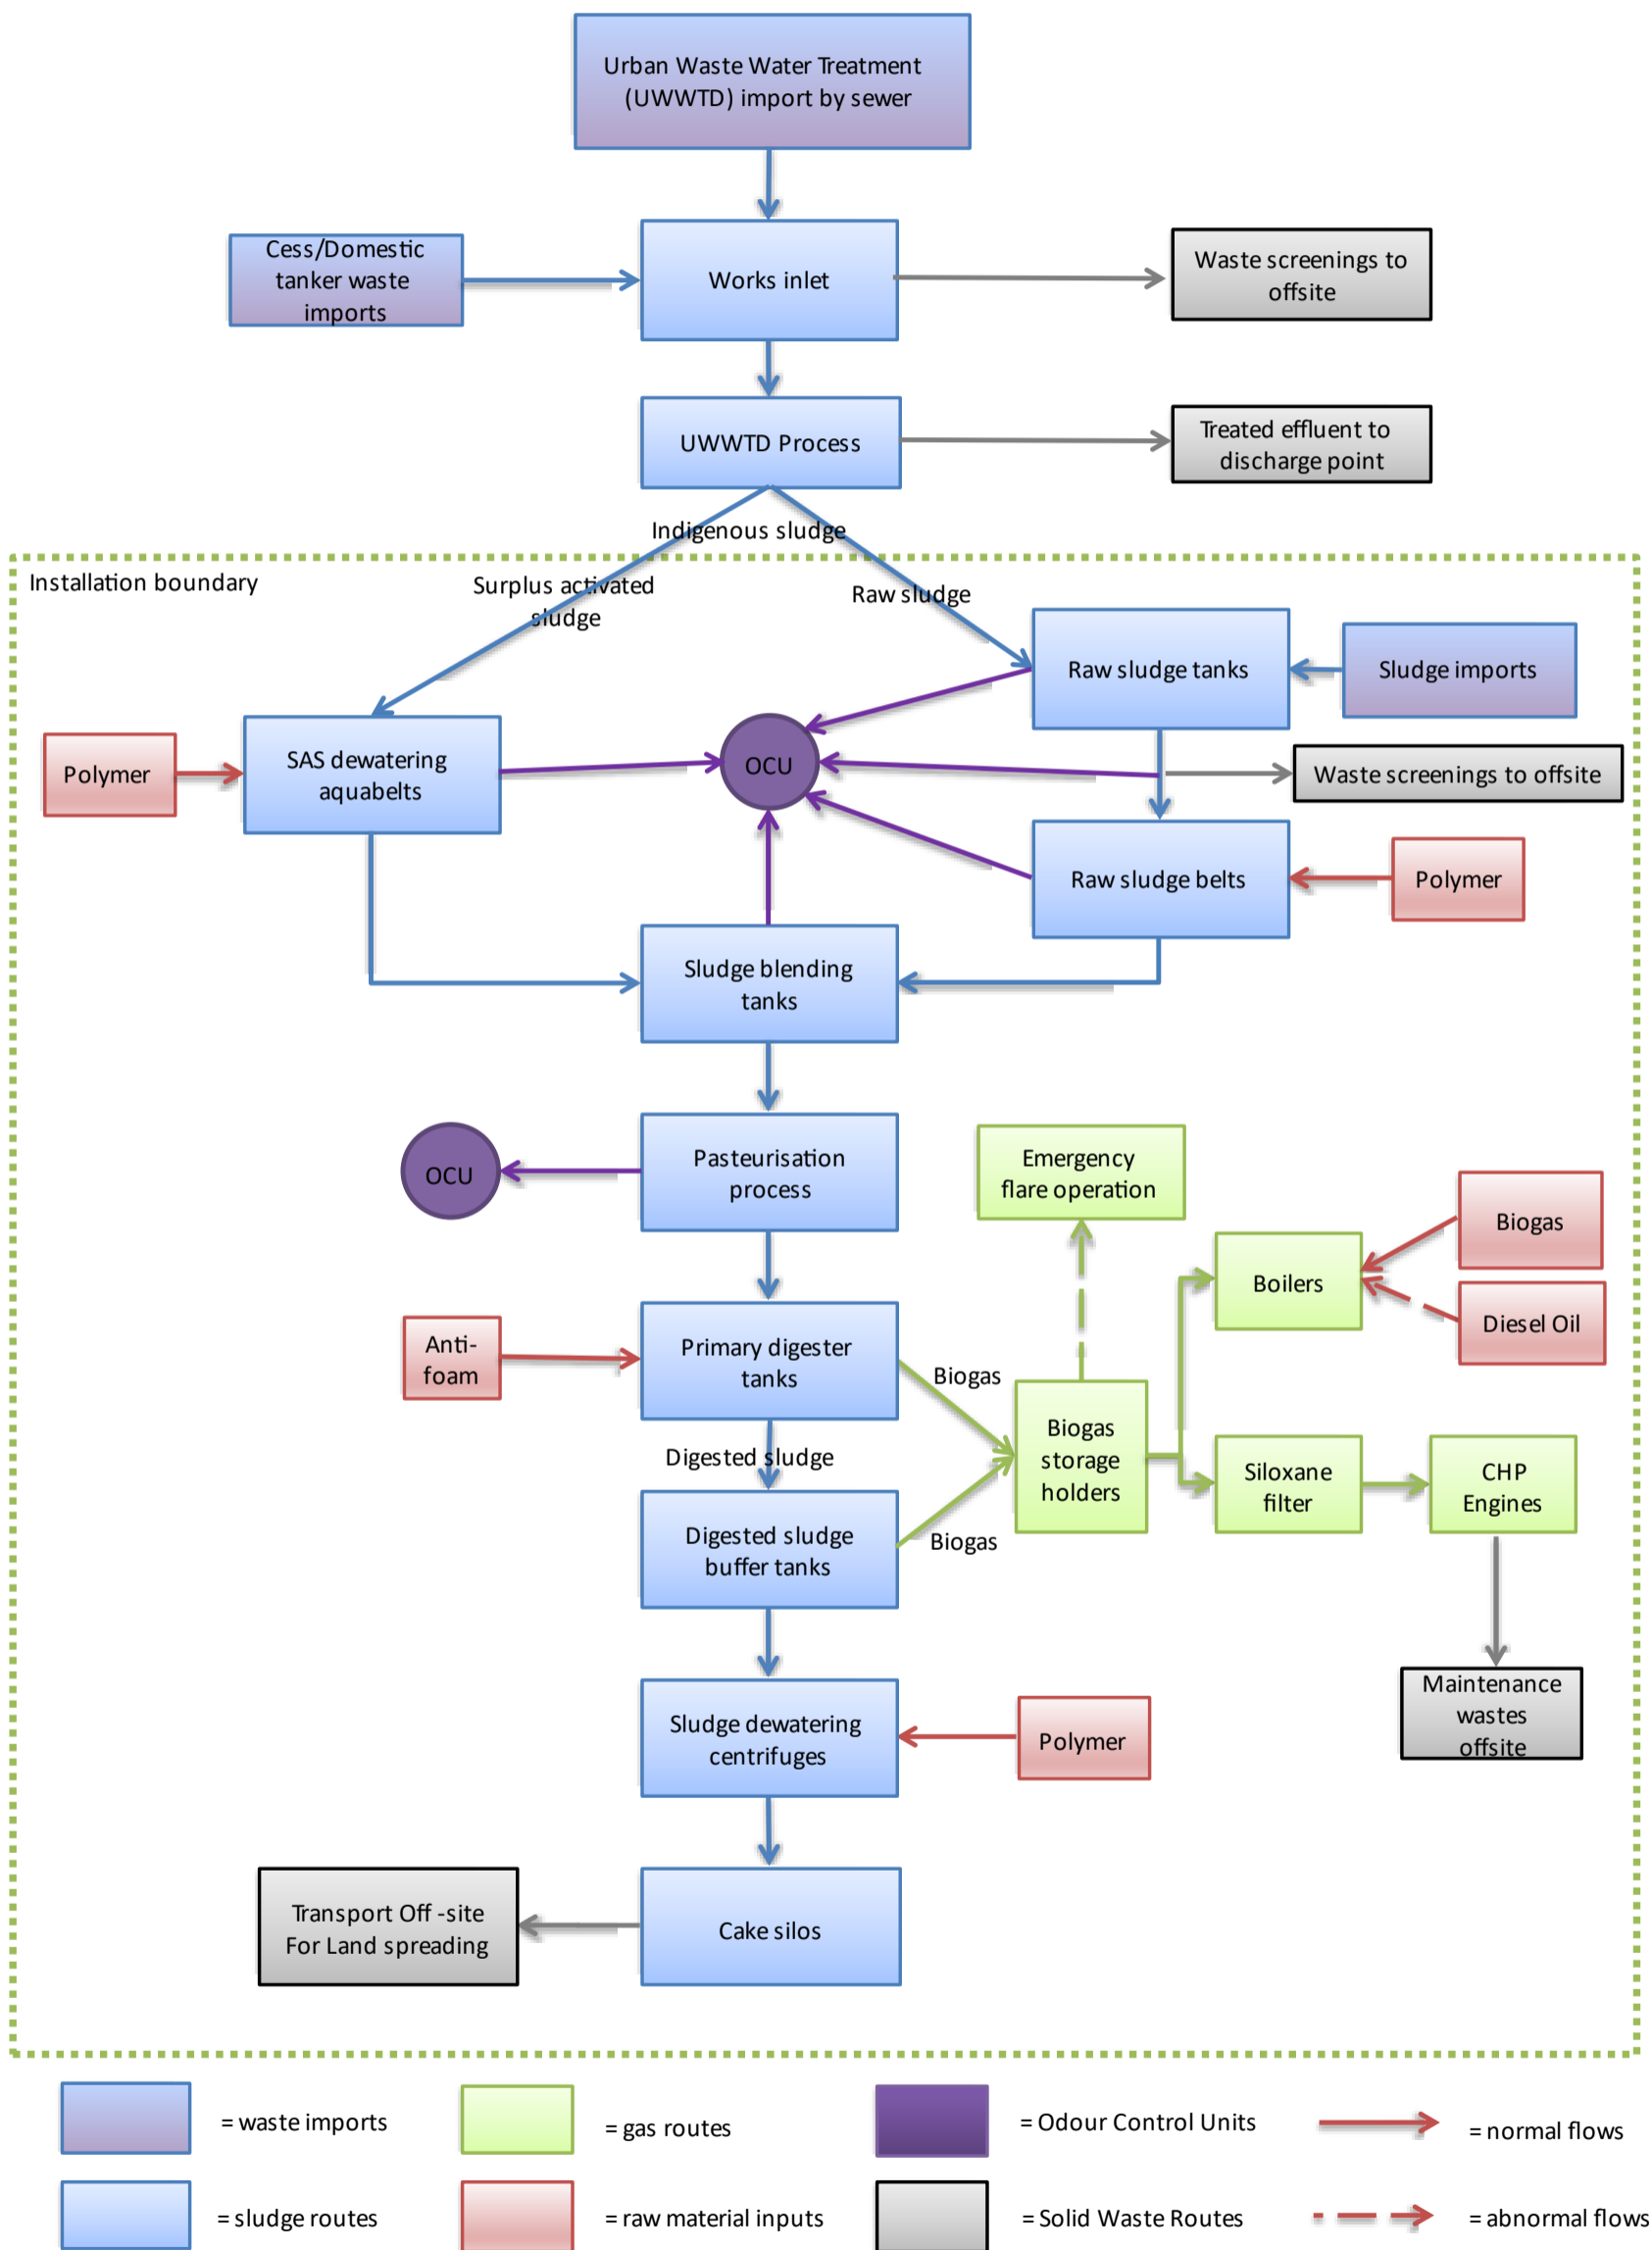 Urban Waste Water Treatment
(UWWTD) import by sewer
Cess/Domestic
tanker waste
imports
Works inlet
Waste screenings to
offsite
UWWTD Process
Treated effluent to
discharge point
Indigenous sludge
Installation boundary
Surplus activated
sludge
Raw sludge
Raw sludge tanks
Sludge imports
Polymer
SAS dewatering
aquabelts
OCU
Waste screenings to offsite
Raw sludge belts
Polymer
Sludge blending
tanks
OCU
Pasteurisation
process
Emergency
flare operation
Biogas
Boilers
Diesel Oil
Anti-
foam
Primary digester
tanks
Biogas
Biogas
storage
holders
Digested sludge
Siloxane
filter
CHP
Engines
Digested sludge
buffer tanks
Biogas
Sludge dewatering
centrifuges
Polymer
Maintenance
wastes
offsite
Transport Off -site
For Land spreading
Cake silos
= waste imports
= gas routes
= Odour Control Units
= normal flows
= sludge routes
= raw material inputs
= Solid Waste Routes
= abnormal flows